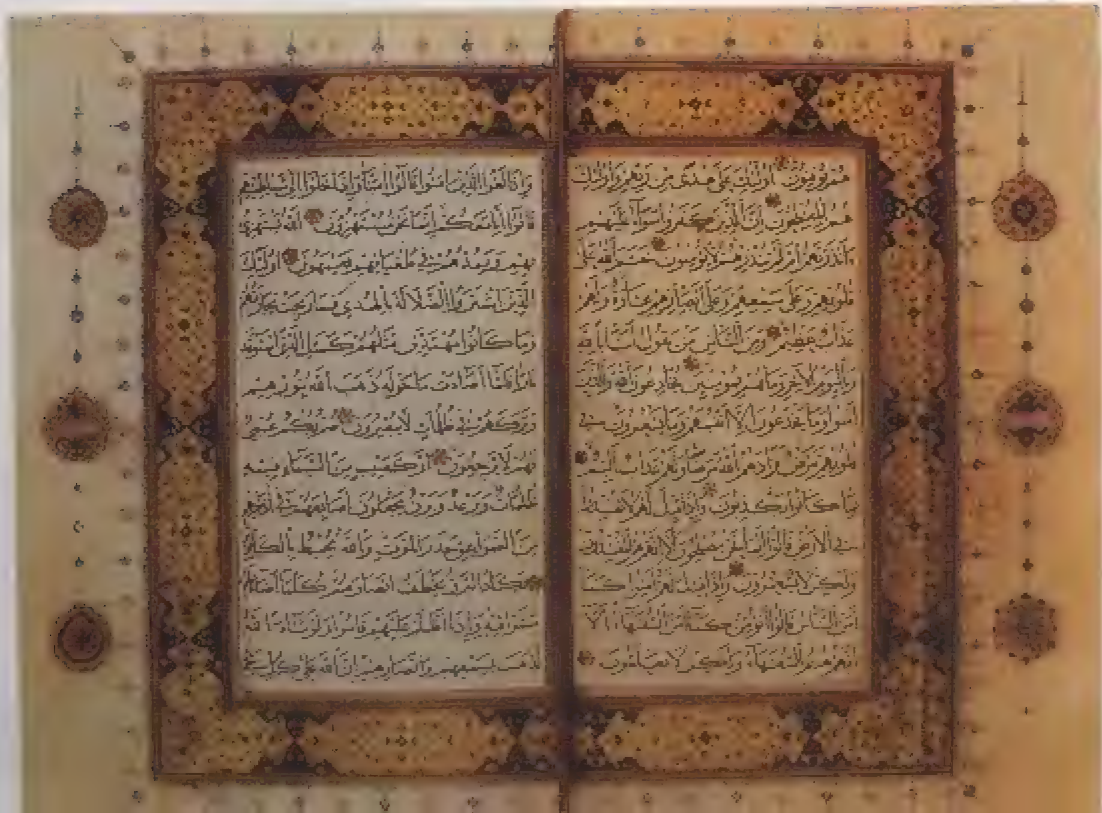 هم يوقنون أولئك على هدى من ربهم وأولئك
هم المفلحون إن الذين كفروا سواء عليهم
ءأنذرتهم أم لم تنذرهم لا يؤمنون ختم الله على
قلوبهم وعلى سمعهم وعلى أبصارهم غشاوة ولهم
عذاب عظيم ومن الناس من يقول آمنا بالله
وباليوم الآخر وما هم بمؤمنين يخادعون الله والذين
آمنوا وما يخدعون إلا أنفسهم وما يشعرون في
قلوبهم مرض فزادهم الله مرضا ولهم عذاب أليم
بما كانوا يكذبون وإذا قيل لهم لا تفسدوا
في الأرض قالوا إنما نحن مصلحون ألا إنهم هم المفسدون
ولكن لا يشعرون وإذا قيل لهم آمنوا كما
آمن الناس قالوا أنؤمن كما آمن السفهاء ألا
إنهم هم السفهاء ولكن لا يعلمون
وإذا لقوا الذين آمنوا قالوا آمنا وإذا خلوا إلى شياطينهم
قالوا إنا معكم إنما نحن مستهزؤن الله يستهزئ
بهم ويمدهم في طغيانهم يعمهون أولئك
الذين اشتروا الضلالة بالهدى فما ربحت تجارتهم
وما كانوا مهتدين مثلهم كمثل الذي استوقد
نارا فلما أضاءت ما حوله ذهب الله بنورهم
وتركهم في ظلمات لا يبصرون صم بكم عمي
فهم لا يرجعون أو كصيب من السماء فيه
ظلمات ورعد وبرق يجعلون أصابعهم في آذانهم
من الصواعق حذر الموت والله محيط بالكافرين
يكاد البرق يخطف أبصارهم كلما أضاء لهم
مشوا فيه وإذا أظلم عليهم قاموا ولو شاء الله
لذهب بسمعهم وأبصارهم إن الله على كل شيء